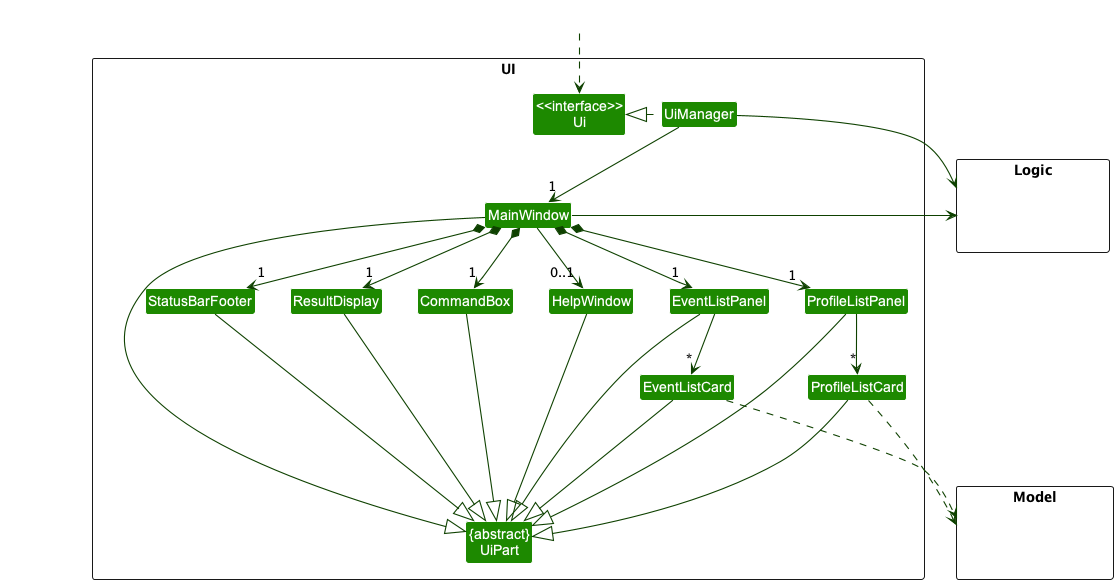 UI
<<interface>>
Ui
UiManager
Logic
1
MainWindow
1
1
1
0..1
1
1
StatusBarFooter
ResultDisplay
CommandBox
HelpWindow
EventListPanel
ProfileListPanel
*
*
EventListCard
ProfileListCard
Model
{abstract}
UiPart